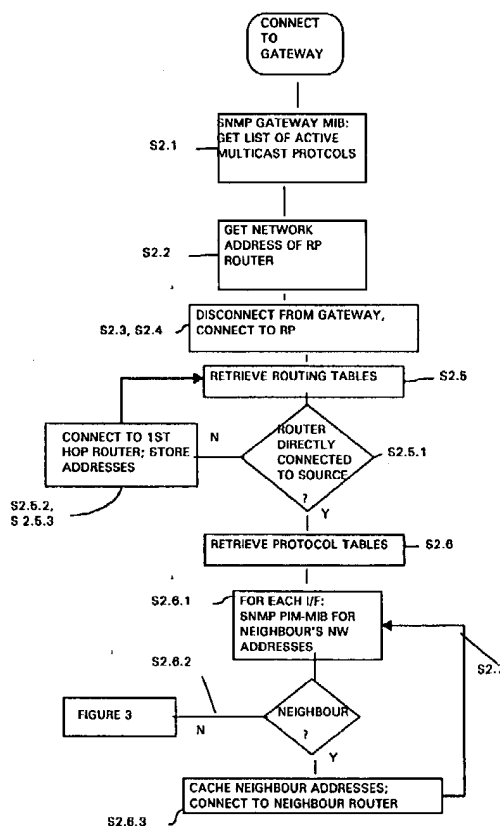 CONNECT
TO
GATEWAY
SNMP GATEWAY MIB:
GET LIST OF ACTIVE
MULTICAST PROTCOLS
S2.1
GET NETWORK
ADDRESS OF RP
ROUTER
S2.2
DISCONNECT FROM GATEWAY,
CONNECT TO RP
S2.3, S2.4
RETRIEVE ROUTING TABLES
S2.5
CONNECT TO 1ST
HOP ROUTER; STORE
ADDRESSES
N
ROUTER
DIRECTLY
CONNECTED
TO SOURCE
?
S2.5.1
S2.5.2,
S 2.5.3
Y
RETRIEVE PROTOCOL TABLES
S2.6
S2.6.1
FOR EACH I/F:
SNMP PIM-MIB FOR
NEIGHBOUR'S NW
ADDRESSES
S2.6.2
S2.7
FIGURE 3
N
NEIGHBOUR
?
Y
CACHE NEIGHBOUR ADDRESSES;
CONNECT TO NEIGHBOUR ROUTER
S2.6.3